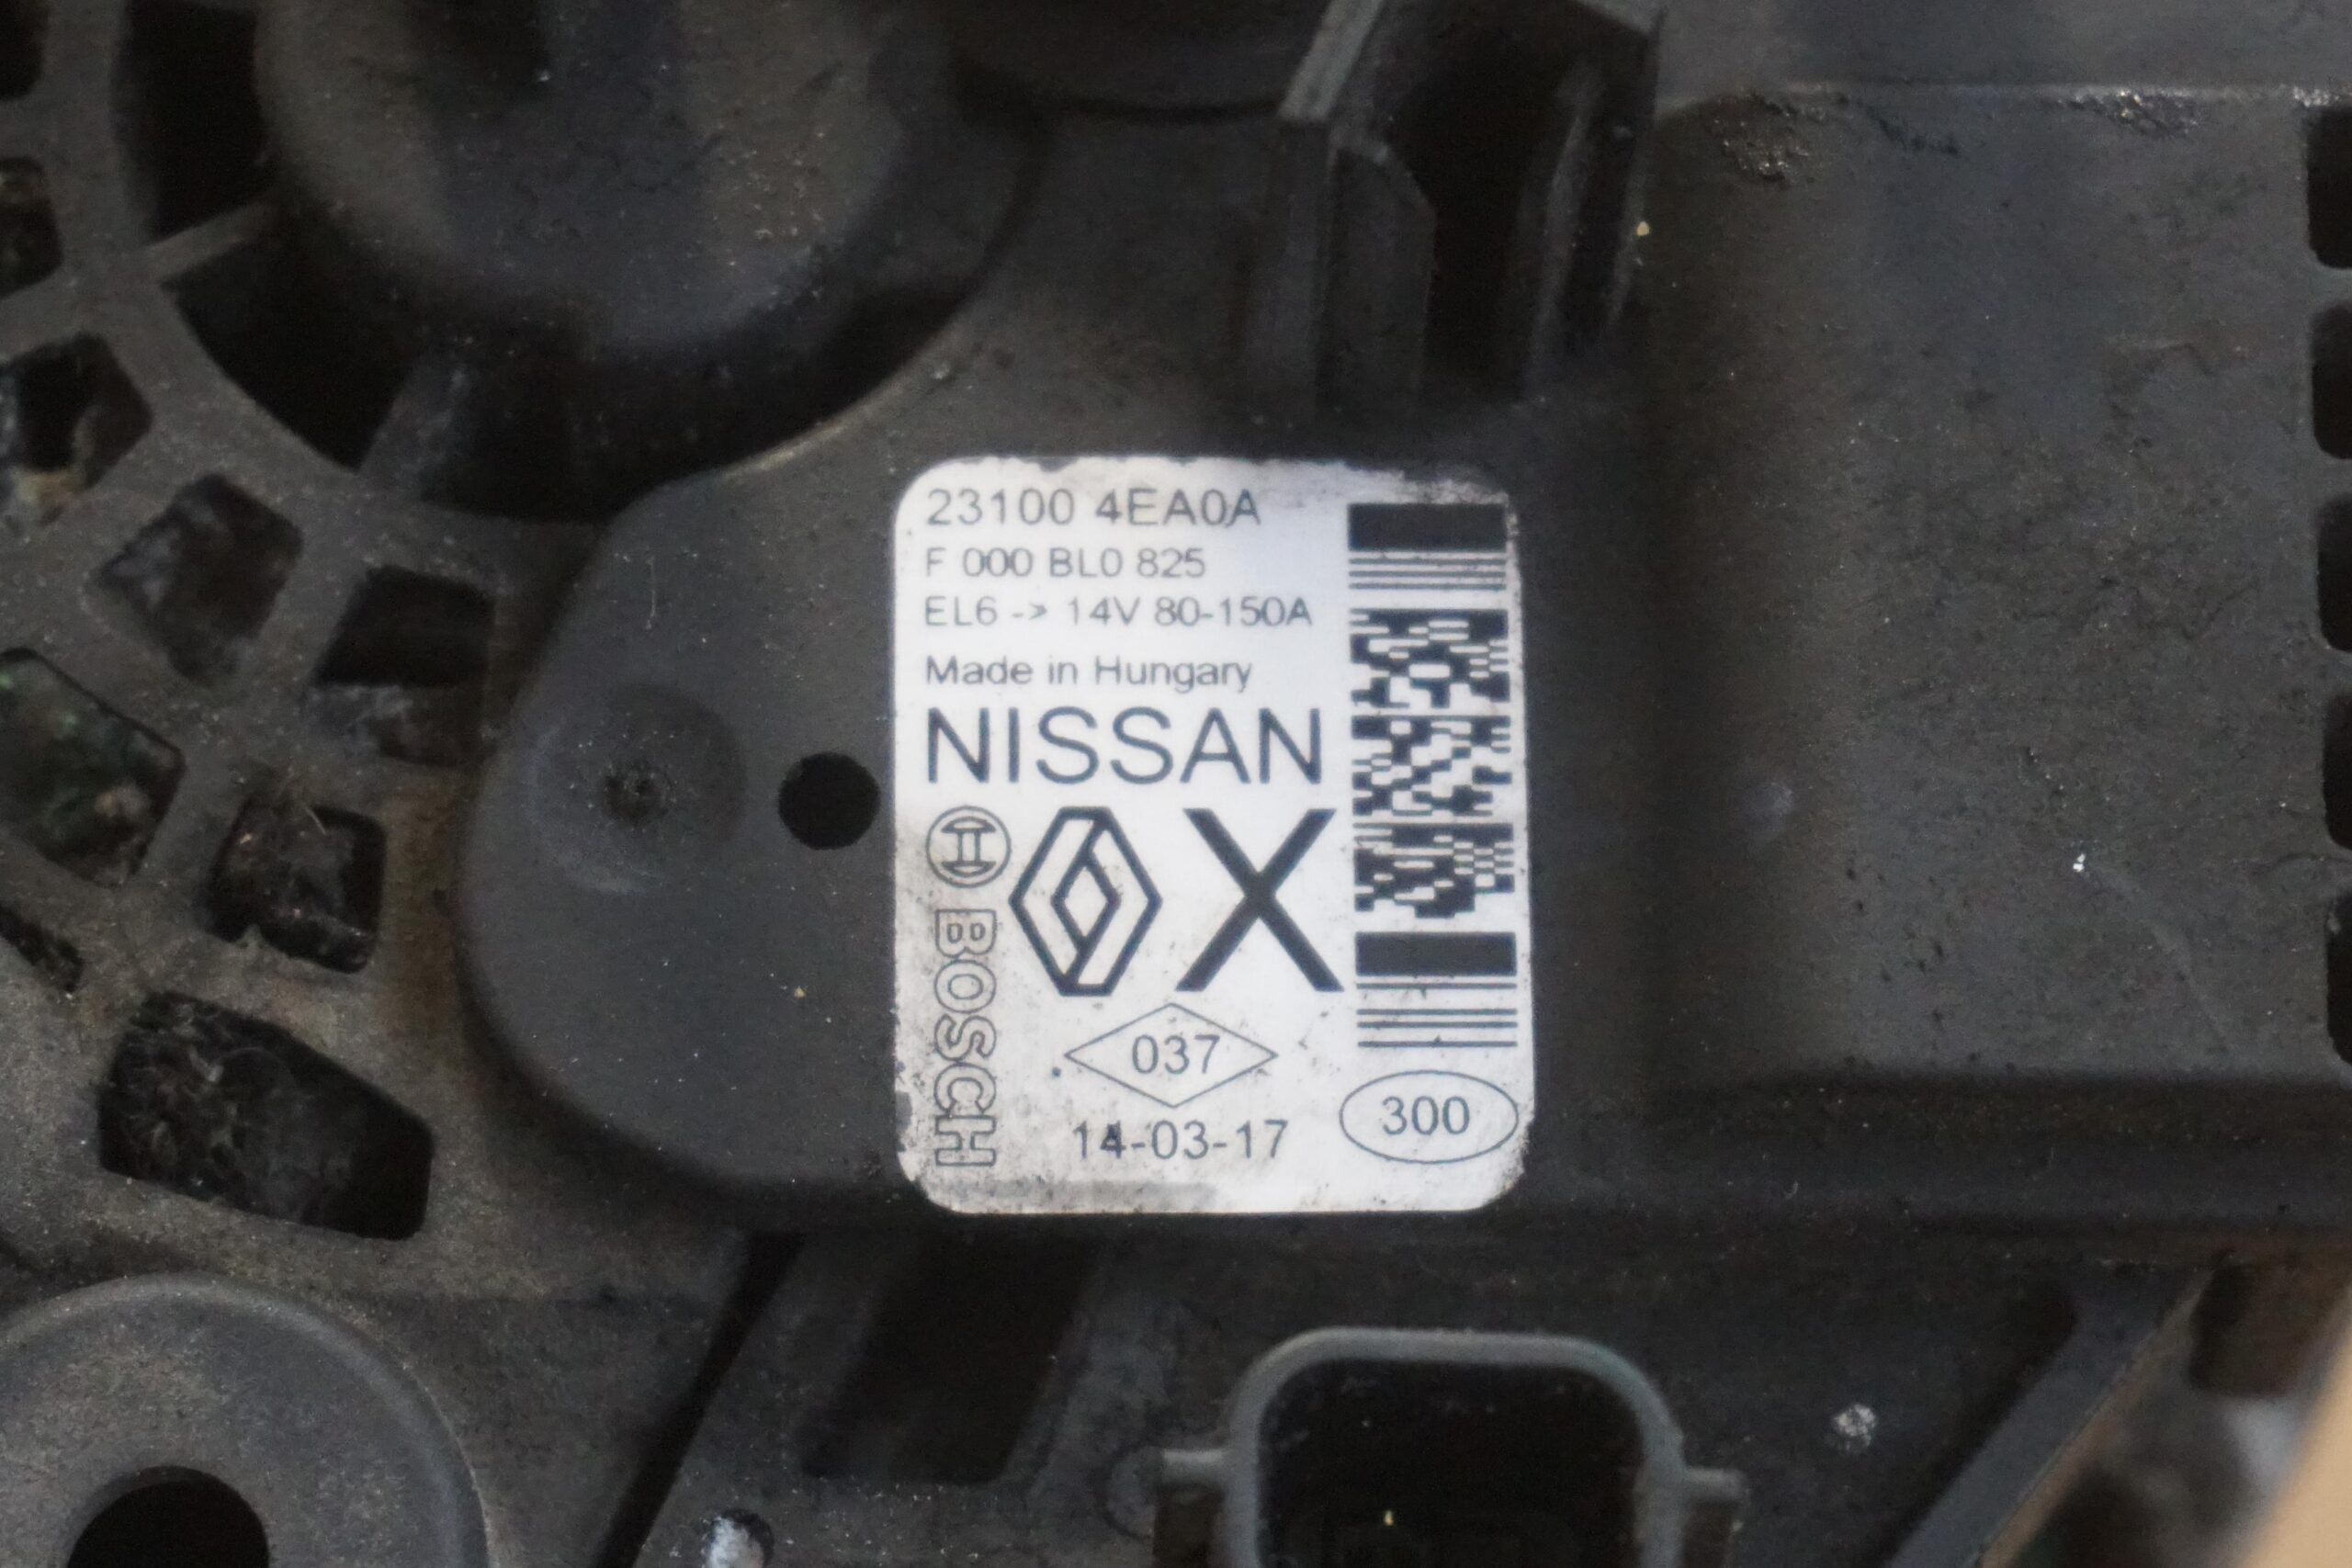 23100 4EA0A
F 000 BL0 825
EL6 -> 14V 80-150A
Made in Hungary
NISSAN
BOSCH
X
037
14-03-17
300